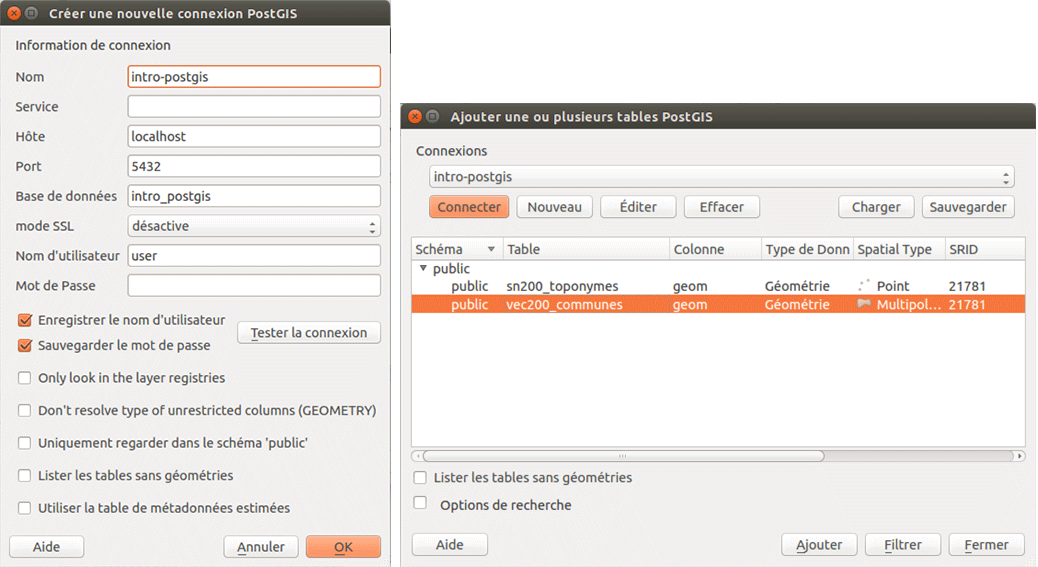 Créer une nouvelle connexion PostGIS
Information de connexion
Nom intro-postgis
Service
Hôte localhost
Port 5432
Base de données intro_postgis
mode SSL désactive
Nom d'utilisateur user
Mot de Passe
Enregistrer le nom d'utilisateur
Sauvegarder le mot de passe
Tester la connexion
Only look in the layer registries
Don't resolve type of unrestricted columns (GEOMETRY)
Uniquement regarder dans le schéma 'public'
Lister les tables sans géométries
Utiliser la table de métadonnées estimées
Aide Annuler OK
Ajouter une ou plusieurs tables PostGIS
Connexions
intro-postgis
Connecter Nouveau Éditer Effacer Charger Sauvegarder
Schéma Table Colonne Type de Donn Spatial Type SRID
public
public sn200_toponymes geom Géométrie Point 21781
public vec200_communes geom Géométrie Multipol... 21781
Lister les tables sans géométries
Options de recherche
Aide Ajouter Filtrer Fermer